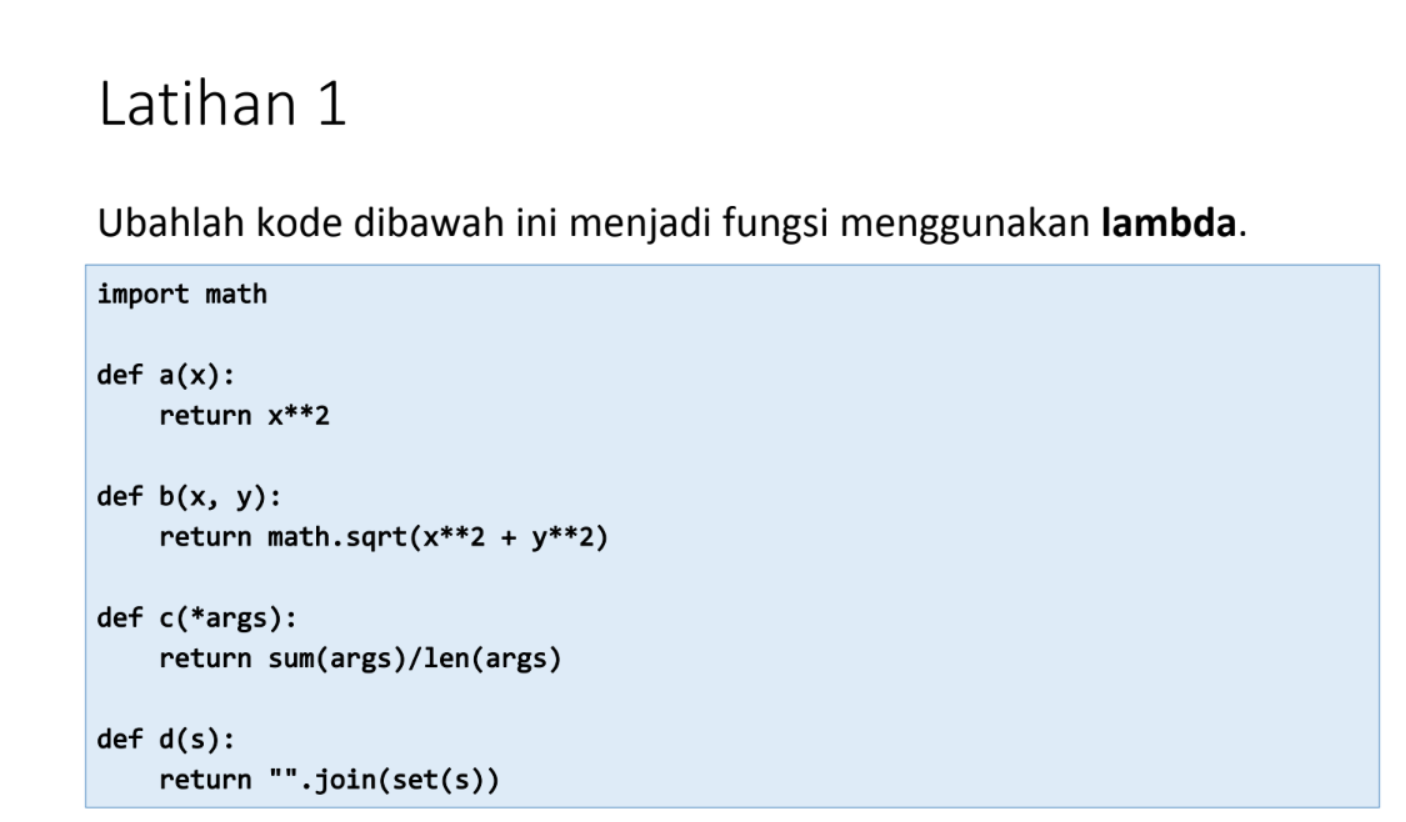 Latihan 1
Ubahlah kode dibawah ini menjadi fungsi menggunakan lambda.
import math
def a(x):
    return x**2
def b(x, y):
    return math.sqrt(x**2 + y**2)
def c(*args):
    return sum(args)/len(args)
def d(s):
    return "".join(set(s))